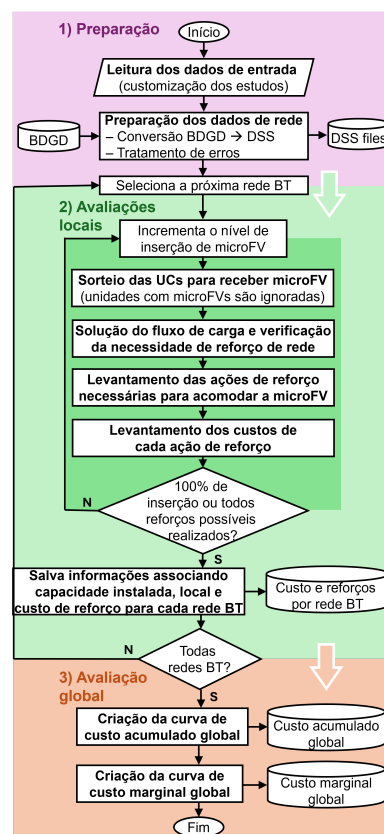 1) Preparação
Início
Leitura dos dados de entrada
(customização dos estudos)
Preparação dos dados de rede
– Conversão BDGD → DSS
– Tratamento de erros
BDGD
DSS files
Seleciona a próxima rede BT
2) Avaliações
locais
Incrementa o nível de
inserção de microFV
Sorteio das UCs para receber microFV
(unidades com microFVs são ignoradas)
Solução do fluxo de carga e verificação
da necessidade de reforço de rede
Levantamento das ações de reforço
necessárias para acomodar a microFV
Levantamento dos custos de
cada ação de reforço
N
100% de
inserção ou todos
reforços possíveis
realizados?
S
Salva informações associando
capacidade instalada, local e
custo de reforço para cada rede BT
Custo e reforços
por rede BT
N
Todas
redes BT?
3) Avaliação
global
S
Criação da curva de
custo acumulado global
Custo acumulado
global
Criação da curva de
custo marginal global
Custo marginal
global
Fim